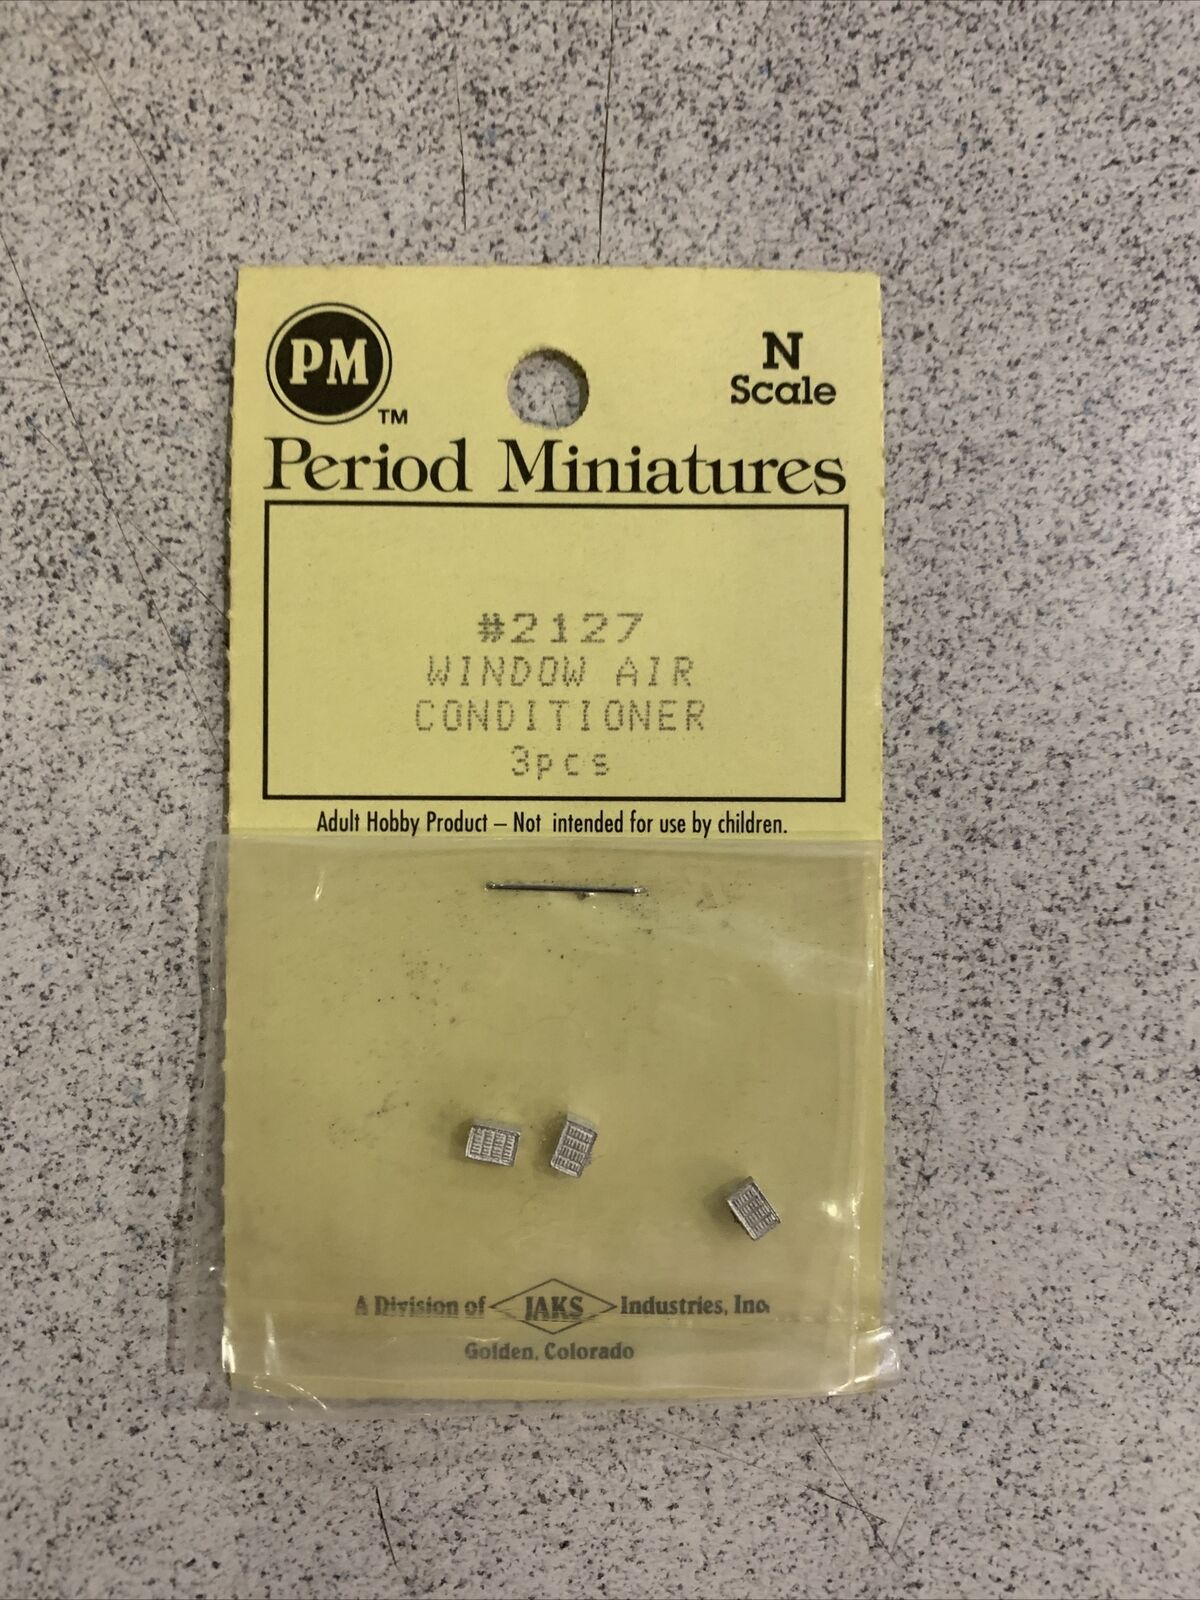 PM
TM
N
Scale
Period Miniatures
#2127
WINDOW AIR
CONDITIONER
3pcs
Adult Hobby Product – Not intended for use by children.
A Division of JAKS Industries, Inc.
Golden, Colorado